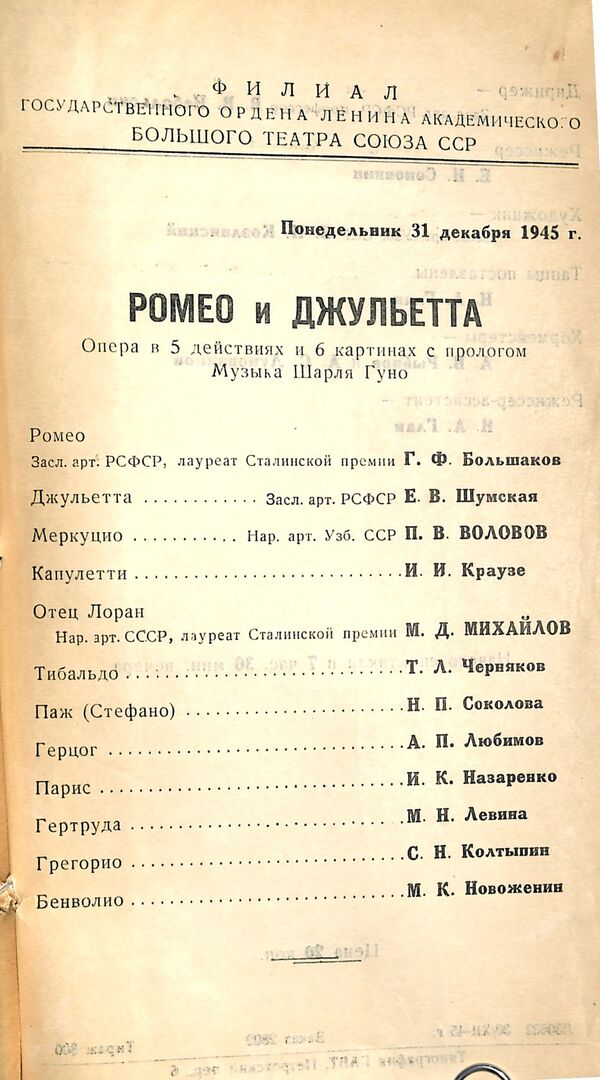 ФИЛИАЛ
ГОСУДАРСТВЕННОГО ОРДЕНА ЛЕНИНА АКАДЕМИЧЕСКОГО
БОЛЬШОГО ТЕАТРА СОЮЗА ССР
Понедельник 31 декабря 1945 г.
РОМЕО и ДЖУЛЬЕТТА
Опера в 5 действиях и 6 картинах с прологом
Музыка Шарля Гуно
Ромео
Засл. арт. РСФСР, лауреат Сталинской премии Г. Ф. Большаков
Джульетта . . . . . . . . . . . . Засл. арт. РСФСР Е. В. Шумская
Меркуцио . . . . . . . . . . . Нар. арт. Узб. ССР П. В. ВОЛОВОВ
Капулетти . . . . . . . . . . . . . . . . . . . . . . . . . . . И. И. Краузе
Отец Лоран
Нар. арт. СССР, лауреат Сталинской премии М. Д. МИХАЙЛОВ
Тибальдо . . . . . . . . . . . . . . . . . . . . . . . . . . . . Т. Л. Черняков
Паж (Стефано) . . . . . . . . . . . . . . . . . . . . . . Н. П. Соколова
Герцог . . . . . . . . . . . . . . . . . . . . . . . . . . . . . . А. П. Любимов
Парис . . . . . . . . . . . . . . . . . . . . . . . . . . . . . . . И. К. Назаренко
Гертруда . . . . . . . . . . . . . . . . . . . . . . . . . . . . М. Н. Левина
Грегорио . . . . . . . . . . . . . . . . . . . . . . . . . . . . С. Н. Колтыпин
Бенволио . . . . . . . . . . . . . . . . . . . . . . . . . . . . М. К. Новоженин